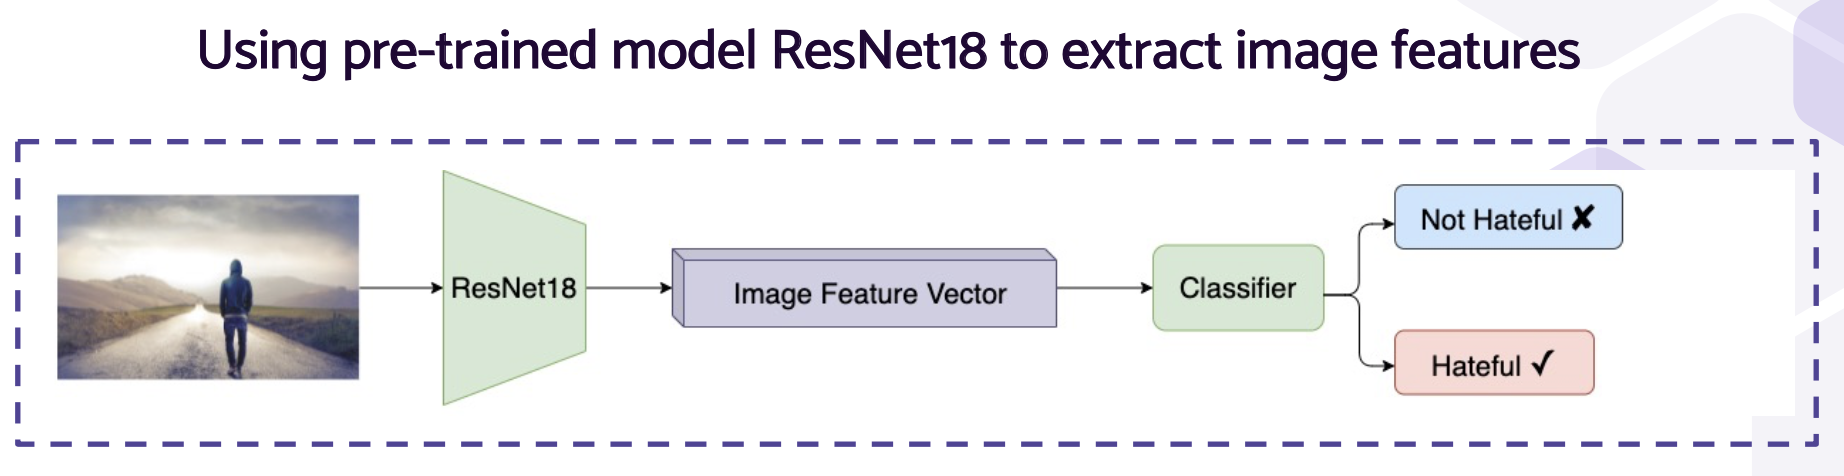 Using pre-trained model ResNet18 to extract image features
ResNet18
Image Feature Vector
Classifier
Not Hateful ✘
Hateful ✓